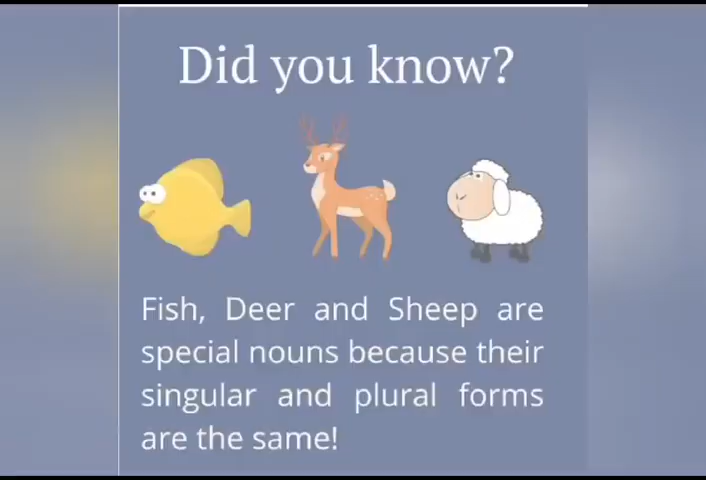 Did you know?
Fish, Deer and Sheep are
special nouns because their
singular and plural forms
are the same!